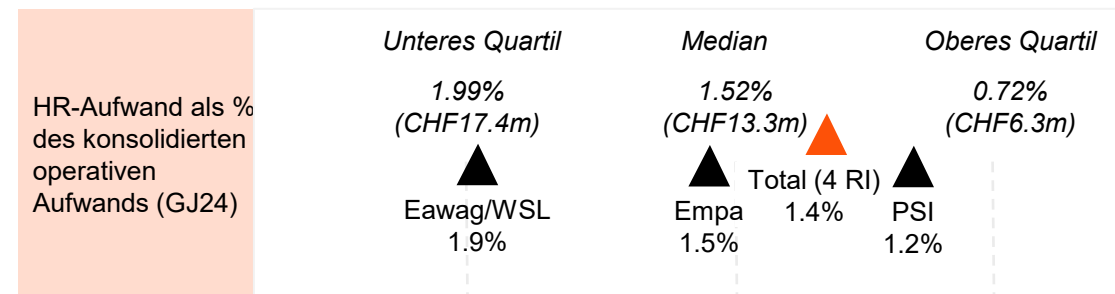 HR-Aufwand als %
des konsolidierten
operativen
Aufwands (GJ24)
Unteres Quartil
Median
Oberes Quartil
1.99%
(CHF17.4m)
1.52%
(CHF13.3m)
0.72%
(CHF6.3m)
Eawag/WSL
1.9%
Empa
1.5%
Total (4 RI)
1.4%
PSI
1.2%